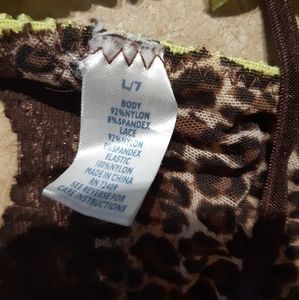 L/7
BODY
92%NYLON
8%SPANDEX
LACE
92%NYLON
8%SPANDEX
ELASTIC
100%NYLON
MADE IN CHINA
RN 72409
SEE REVERSE FOR
CARE INSTRUCTIONS